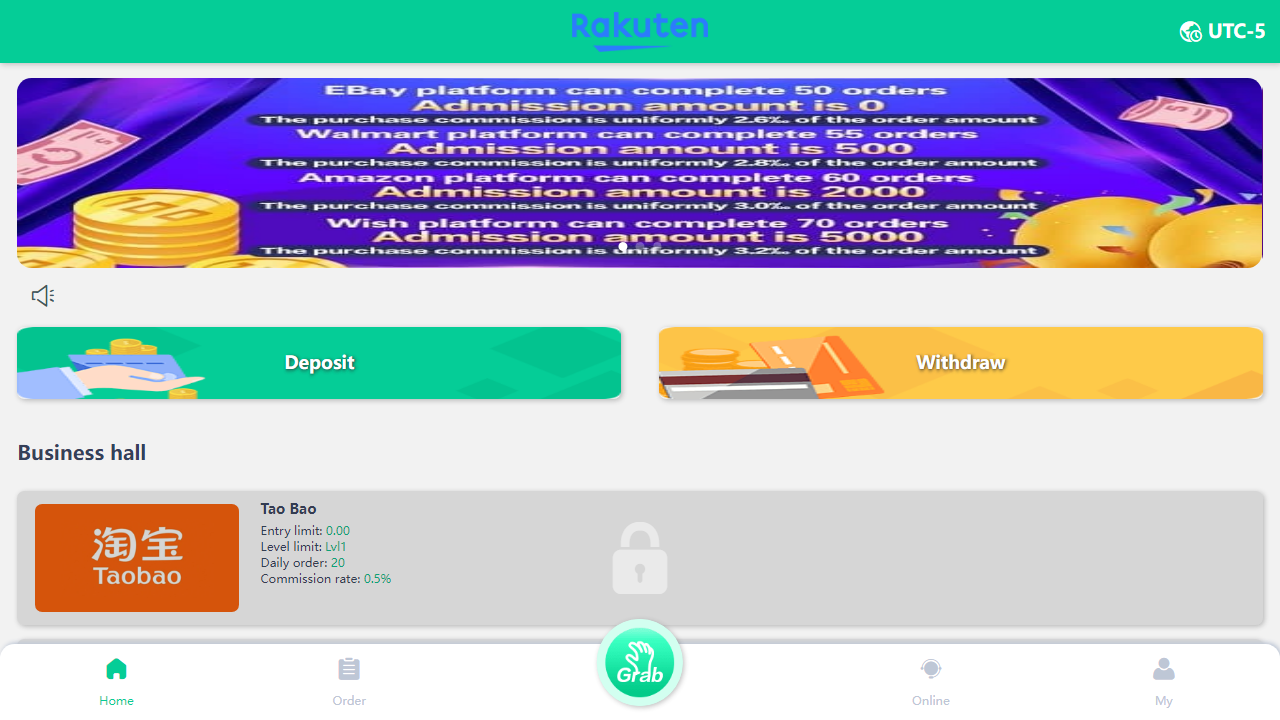 Rakuten
UTC-5
EBay platform can complete 50 orders
Admission amount is 0
The purchase commission is uniformly 2.6‰ of the order amount
Walmart platform can complete 55 orders
Admission amount is 500
The purchase commission is uniformly 2.8‰ of the order amount
Amazon platform can complete 60 orders
Admission amount is 2000
The purchase commission is uniformly 3.0‰ of the order amount
Wish platform can complete 70 orders
Admission amount is 5000
The purchase commission is uniformly 3.2‰ of the order amount
Deposit
Withdraw
Business hall
淘宝
Taobao
Tao Bao
Entry limit: 0.00
Level limit: Lvl1
Daily order: 20
Commission rate: 0.5%
Grab
Home
Order
Online
My